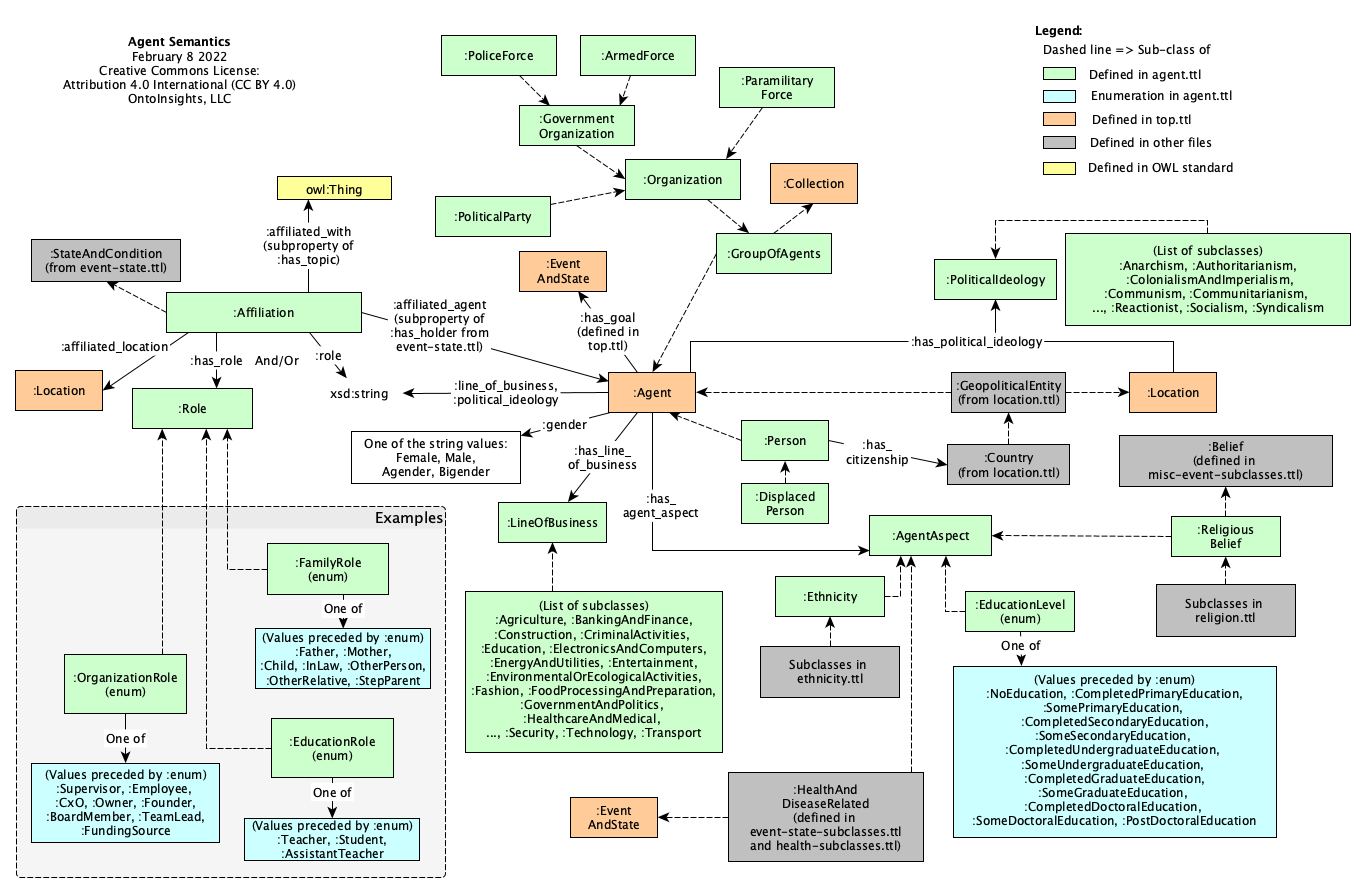 Agent Semantics
February 8 2022
Creative Commons License:
Attribution 4.0 International (CC BY 4.0)
OntoInsights, LLC
Legend:
Dashed line => Sub-class of
Defined in agent.ttl
Enumeration in agent.ttl
Defined in top.ttl
Defined in other files
Defined in OWL standard
:PoliceForce
:ArmedForce
:Paramilitary
Force
:Government
Organization
:Organization
:Collection
:PoliticalParty
:GroupOfAgents
owl:Thing
:affiliated_with
(subproperty of
:has_topic)
:StateAndCondition
(from event-state.ttl)
:Affiliation
:affiliated_location
:has_role
And/Or
:role
:Location
:Role
xsd:string
:affiliated_agent
(subproperty of
:has_holder from
event-state.ttl)
:Event
AndState
:has_goal
(defined in
top.ttl)
:Agent
:line_of_business,
:political_ideology
:gender
One of the string values:
Female, Male,
Agender, Bigender
:has_line_
of_business
:LineOfBusiness
(List of subclasses)
:Agriculture, :BankingAndFinance,
:Construction, :CriminalActivities,
:Education, :ElectronicsAndComputers,
:EnergyAndUtilities, :Entertainment,
:EnvironmentalOrEcologicalActivities,
:Fashion, :FoodProcessingAndPreparation,
:GovernmentAndPolitics,
:HealthcareAndMedical,
..., :Security, :Technology, :Transport
:has_
agent_aspect
:PoliticalIdeology
(List of subclasses)
:Anarchism, :Authoritarianism,
:ColonialismAndImperialism,
:Communism, :Communitarianism,
..., :Reactionist, :Socialism, :Syndicalism
:has_political_ideology
:GeopoliticalEntity
(from location.ttl)
:Location
:Person
:has_
citizenship
:Country
(from location.ttl)
:Displaced
Person
:Belief
(defined in
misc-event-subclasses.ttl)
:AgentAspect
:Religious
Belief
Subclasses in
religion.ttl
:Ethnicity
Subclasses in
ethnicity.ttl
:EducationLevel
(enum)
One of
(Values preceded by :enum)
:NoEducation, :CompletedPrimaryEducation,
:SomePrimaryEducation,
:CompletedSecondaryEducation,
:SomeSecondaryEducation,
:CompletedUndergraduateEducation,
:SomeUndergraduateEducation,
:CompletedGraduateEducation,
:SomeGraduateEducation,
:CompletedDoctoralEducation,
:SomeDoctoralEducation, :PostDoctoralEducation
:HealthAnd
DiseaseRelated
(defined in
event-state-subclasses.ttl
and health-subclasses.ttl)
:Event
AndState
Examples
:FamilyRole
(enum)
One of
(Values preceded by :enum)
:Father, :Mother,
:Child, :InLaw, :OtherPerson,
:OtherRelative, :StepParent
:OrganizationRole
(enum)
One of
(Values preceded by :enum)
:Supervisor, :Employee,
:CxO, :Owner, :Founder,
:BoardMember, :TeamLead,
:FundingSource
:EducationRole
(enum)
One of
(Values preceded by :enum)
:Teacher, :Student,
:AssistantTeacher